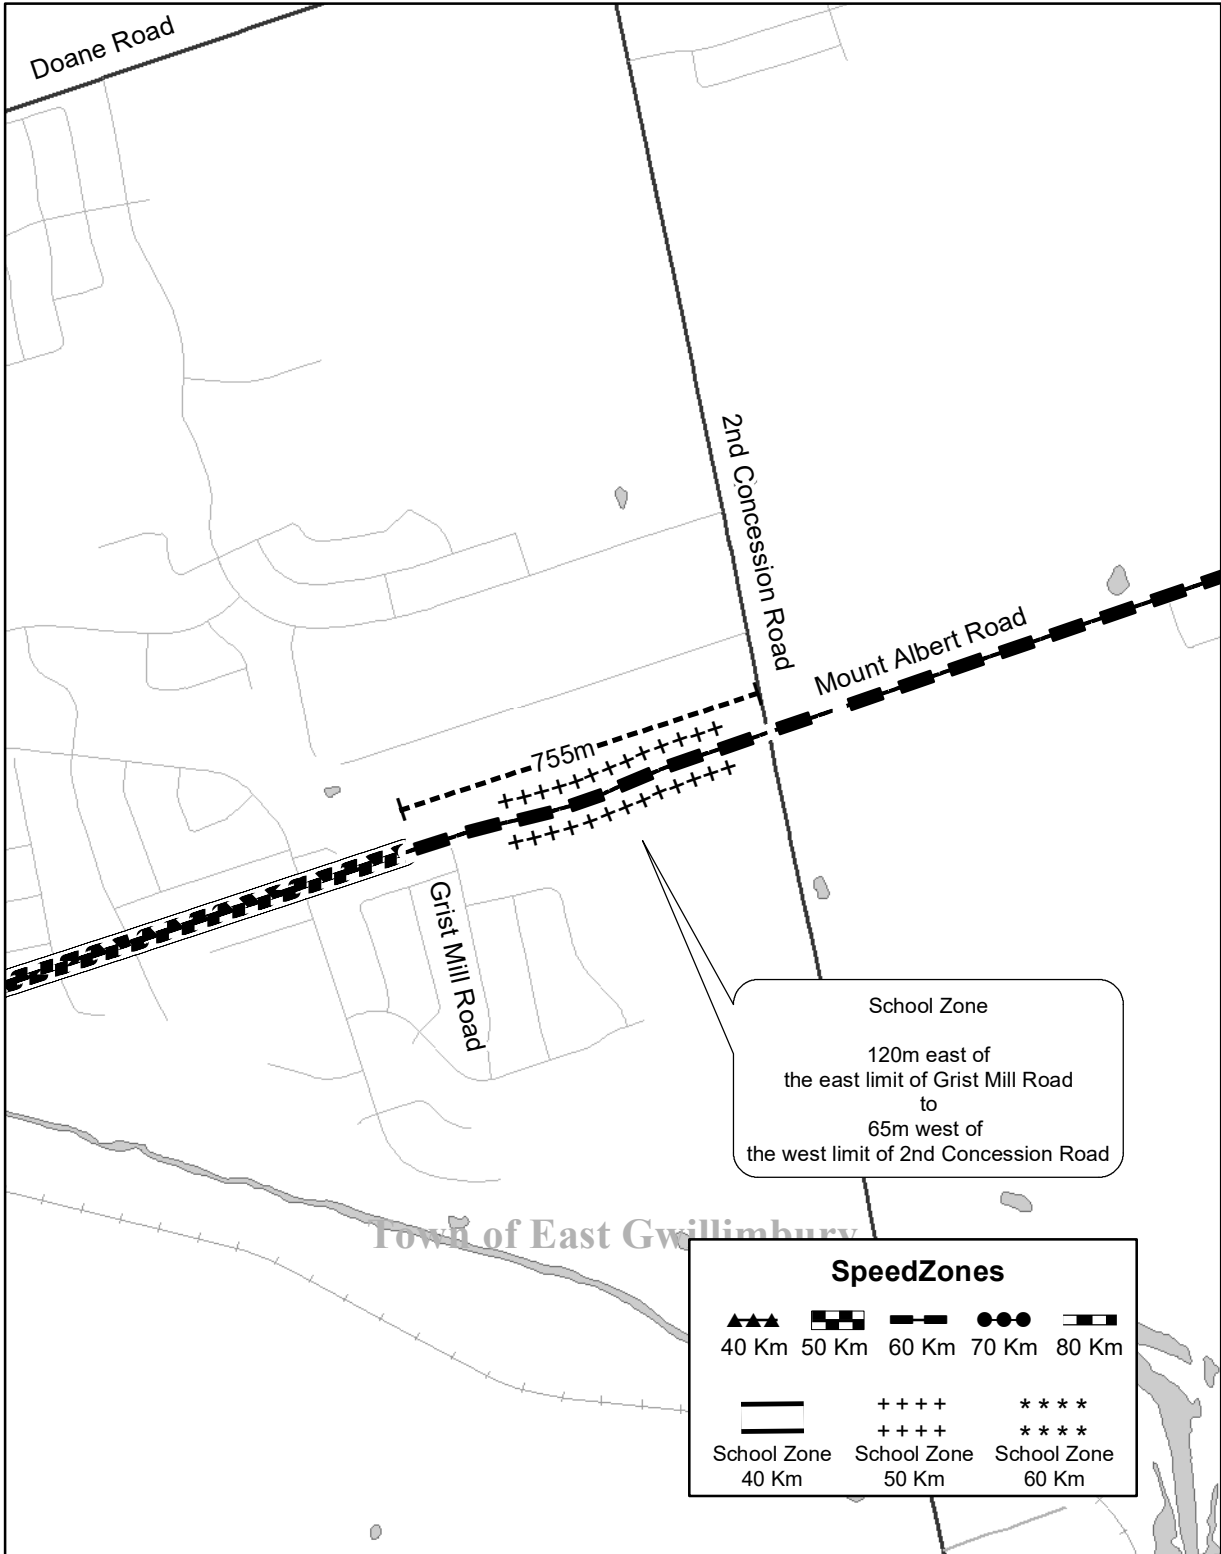 Doane Road
2nd Concession Road
Mount Albert Road
755m
Grist Mill Road
School Zone
120m east of
the east limit of Grist Mill Road
to
65m west of
the west limit of 2nd Concession Road
Town of East Gwillimbury
SpeedZones
40 Km 50 Km 60 Km 70 Km 80 Km
School Zone School Zone School Zone
40 Km 50 Km 60 Km